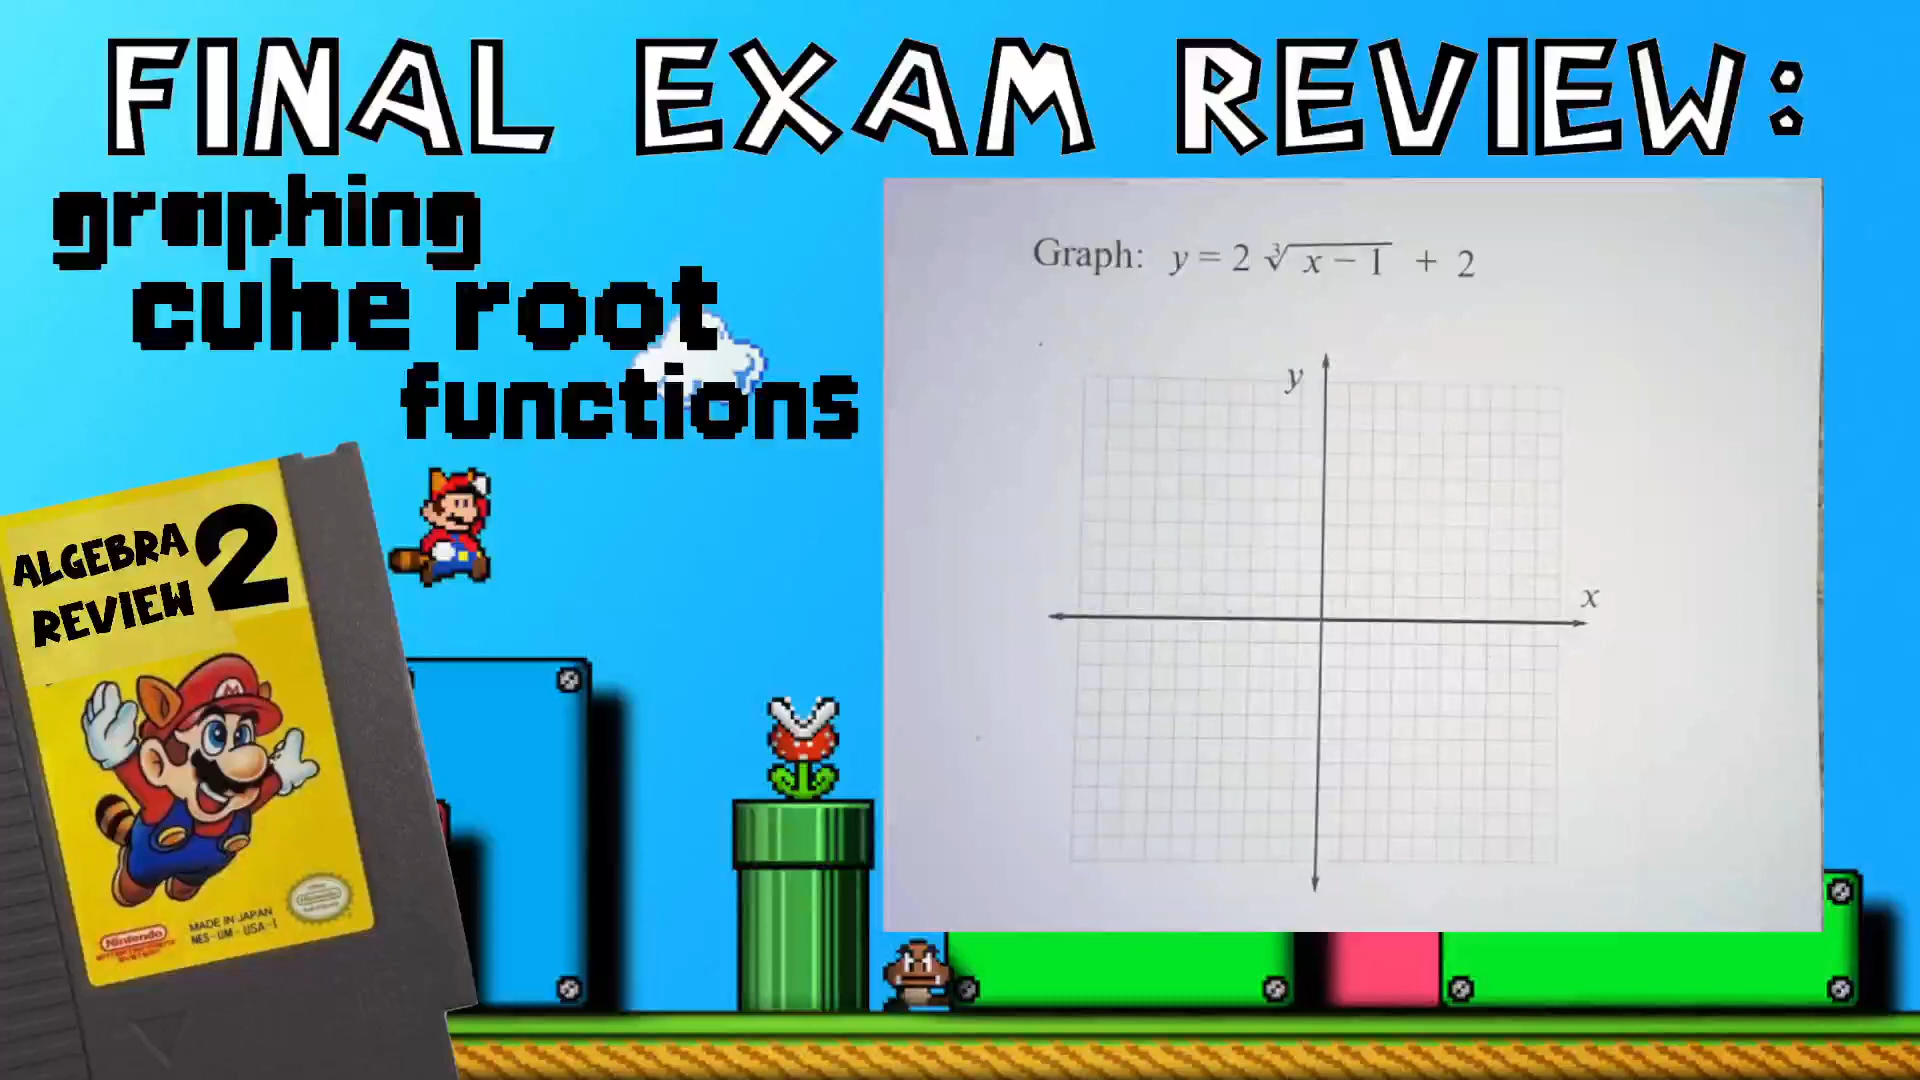 FINAL EXAM REVIEW:
graphing
cube root
functions
Graph: y = 2 ∛(x − 1) + 2
y
x
ALGEBRA
REVIEW 2
M
Nintendo
MADE IN JAPAN
NES-UM-USA-1